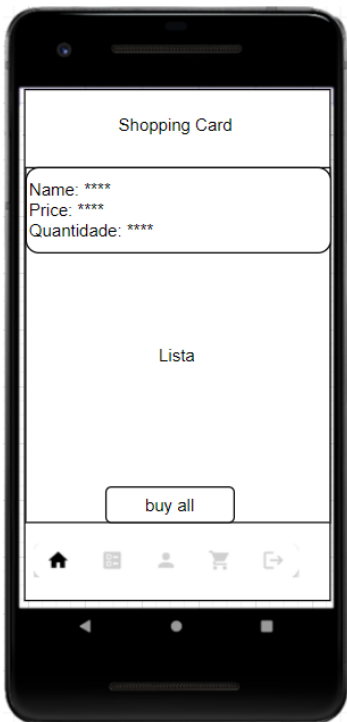 Shopping Card
Name: ****
Price: ****
Quantidade: ****
Lista
buy all